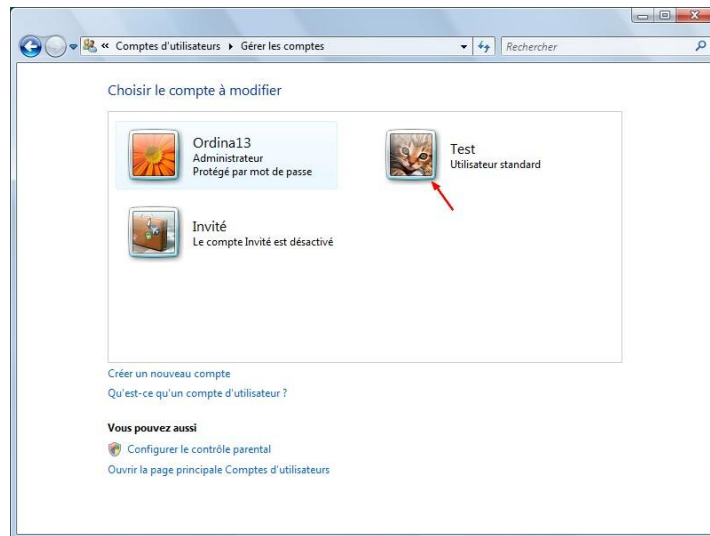 « Comptes d'utilisateurs ▸ Gérer les comptes
Rechercher
Choisir le compte à modifier
Ordina13
Administrateur
Protégé par mot de passe
Test
Utilisateur standard
Invité
Le compte Invité est désactivé
Créer un nouveau compte
Qu'est-ce qu'un compte d'utilisateur ?
Vous pouvez aussi
Configurer le contrôle parental
Ouvrir la page principale Comptes d'utilisateurs